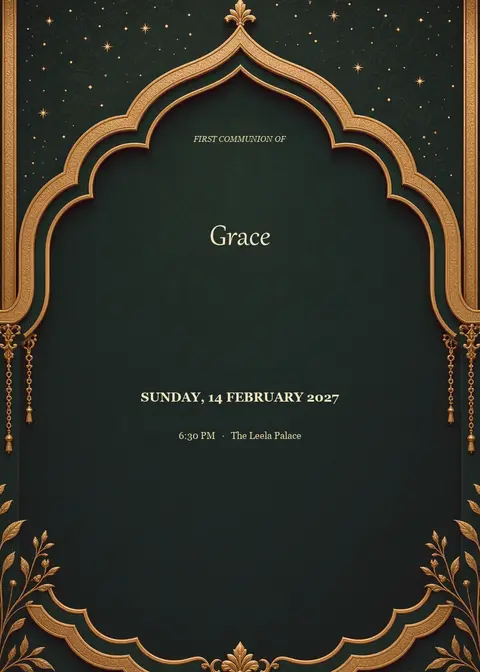 FIRST COMMUNION OF
Grace
SUNDAY, 14 FEBRUARY 2027
6:30 PM · The Leela Palace